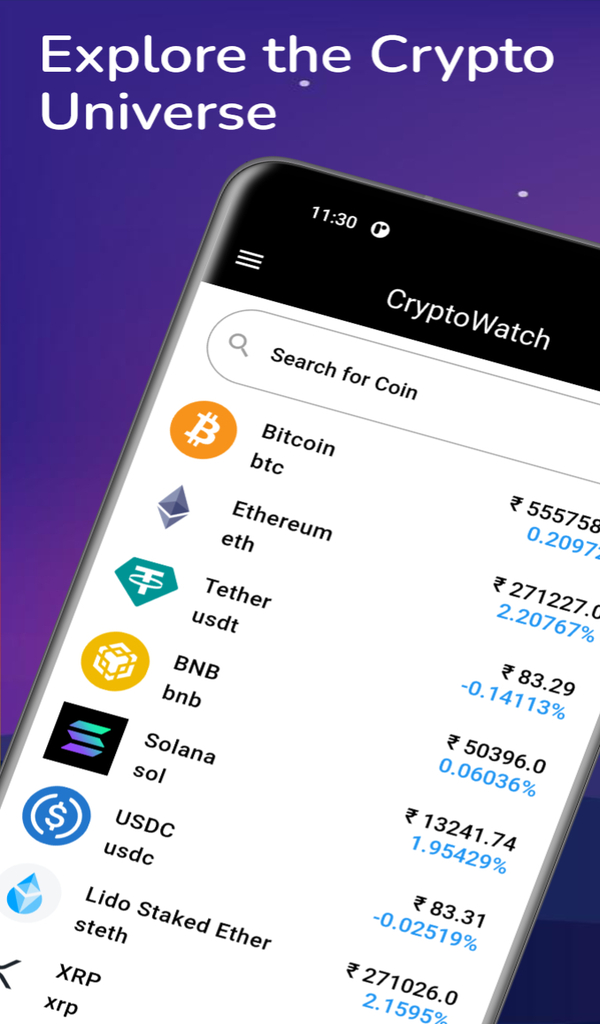 Explore the Crypto
Universe
11:30
CryptoWatch
Search for Coin
Bitcoin
btc
₹ 555758
0.2097
Ethereum
eth
₹ 271227.0
2.20767%
Tether
usdt
₹ 83.29
-0.14113%
BNB
bnb
₹ 50396.0
0.06036%
Solana
sol
₹ 13241.74
1.95429%
USDC
usdc
₹ 83.31
-0.02519%
Lido Staked Ether
steth
₹ 271026.0
2.1595%
XRP
xrp